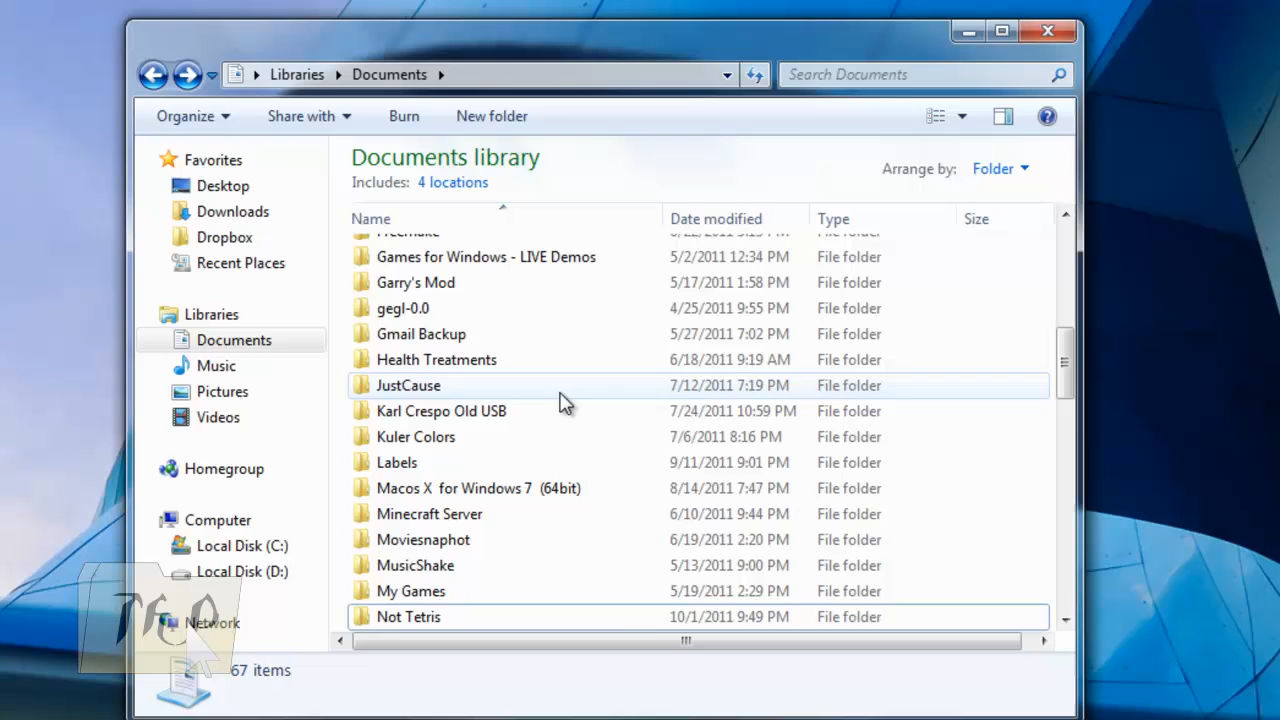 Libraries Documents
Search Documents
Organize Share with Burn New folder
Documents library
Includes: 4 locations
Arrange by: Folder
Name Date modified Type Size
Favorites
Desktop
Downloads
Dropbox
Recent Places
Libraries
Documents
Music
Pictures
Videos
Homegroup
Computer
Local Disk (C:)
Local Disk (D:)
Network
Games for Windows - LIVE Demos 5/2/2011 12:34 PM File folder
Garry's Mod 5/17/2011 1:58 PM File folder
gegl-0.0 4/25/2011 9:55 PM File folder
Gmail Backup 5/27/2011 7:02 PM File folder
Health Treatments 6/18/2011 9:19 AM File folder
JustCause 7/12/2011 7:19 PM File folder
Karl Crespo Old USB 7/24/2011 10:59 PM File folder
Kuler Colors 7/6/2011 8:16 PM File folder
Labels 9/11/2011 9:01 PM File folder
Macos X for Windows 7 (64bit) 8/14/2011 7:47 PM File folder
Minecraft Server 6/10/2011 9:44 PM File folder
Moviesnaphot 6/19/2011 2:20 PM File folder
MusicShake 5/13/2011 9:00 PM File folder
My Games 5/19/2011 2:29 PM File folder
Not Tetris 10/1/2011 9:49 PM File folder
67 items